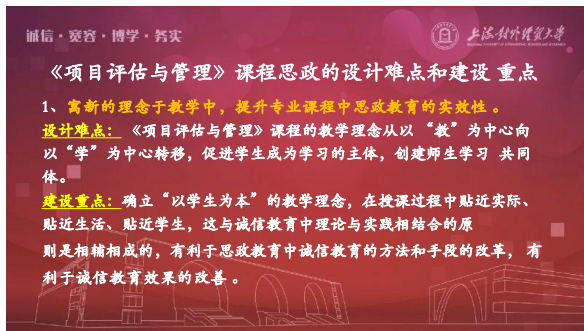 诚信·宽容·博学·务实
上海对外经贸大学
《项目评估与管理》课程思政的设计难点和建设 重点
1、寓新的理念于教学中，提升专业课程中思政教育的实效性 。
设计难点： 《项目评估与管理》课程的教学理念从以 “教”为中心向
以“学”为中心转移，促进学生成为学习的主体，创建师生学习 共同
体。
建设重点：确立“以学生为本”的教学理念，在授课过程中贴近实际、
贴近生活、贴近学生，这与诚信教育中理论与实践相结合的原
则是相辅相成的，有利于思政教育中诚信教育的方法和手段的改革， 有
利于诚信教育效果的改善 。